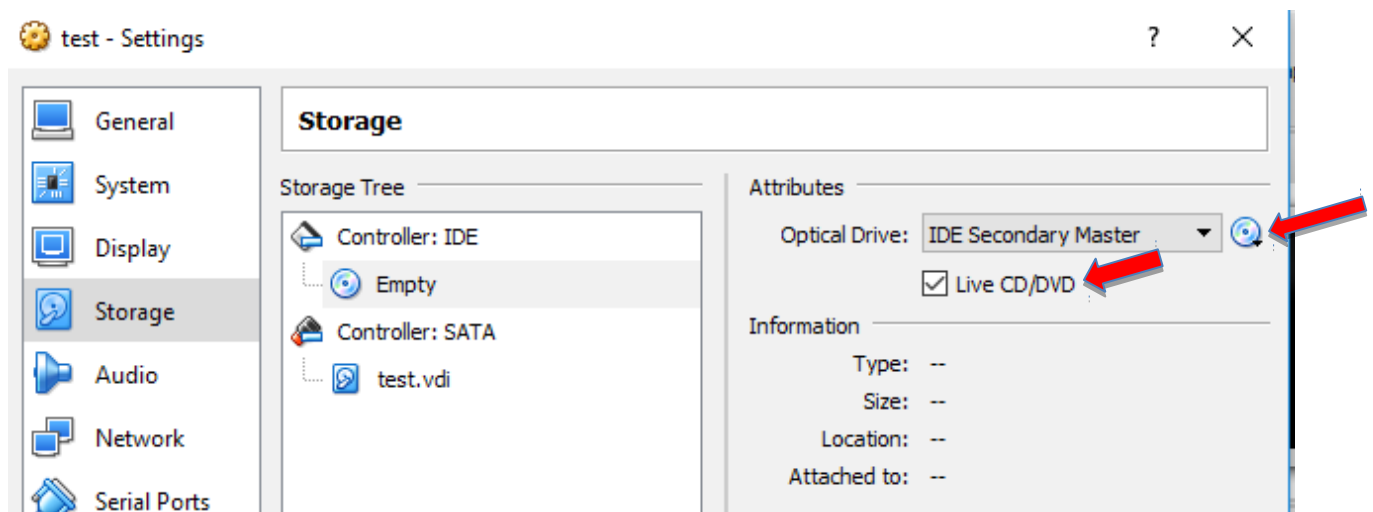 test - Settings
?
General
System
Display
Storage
Audio
Network
Serial Ports
Storage
Storage Tree
Controller: IDE
Empty
Controller: SATA
test.vdi
Attributes
Optical Drive: IDE Secondary Master
Live CD/DVD
Information
Type: --
Size: --
Location: --
Attached to: --